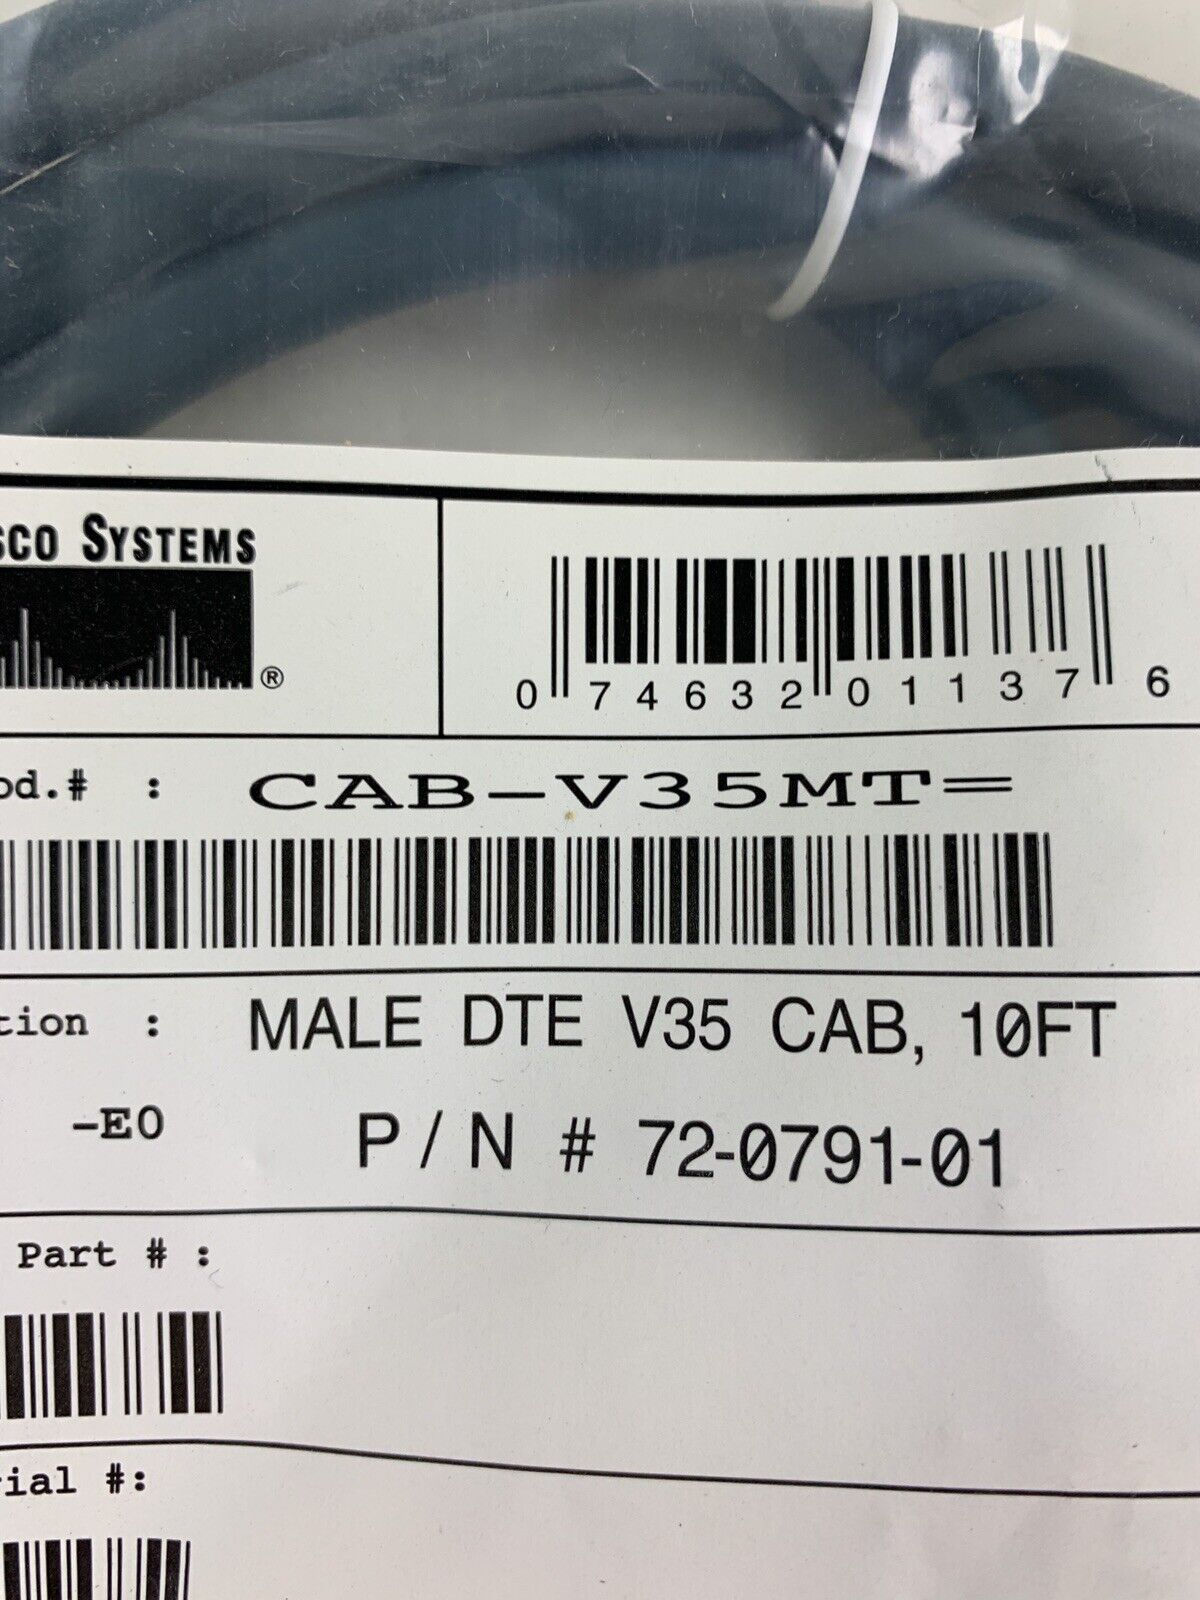 SCO SYSTEMS
®
0 74632 01137 6
od.# : CAB-V35MT=
tion : MALE DTE V35 CAB, 10FT
-E0 P/N # 72-0791-01
Part # :
rial #: